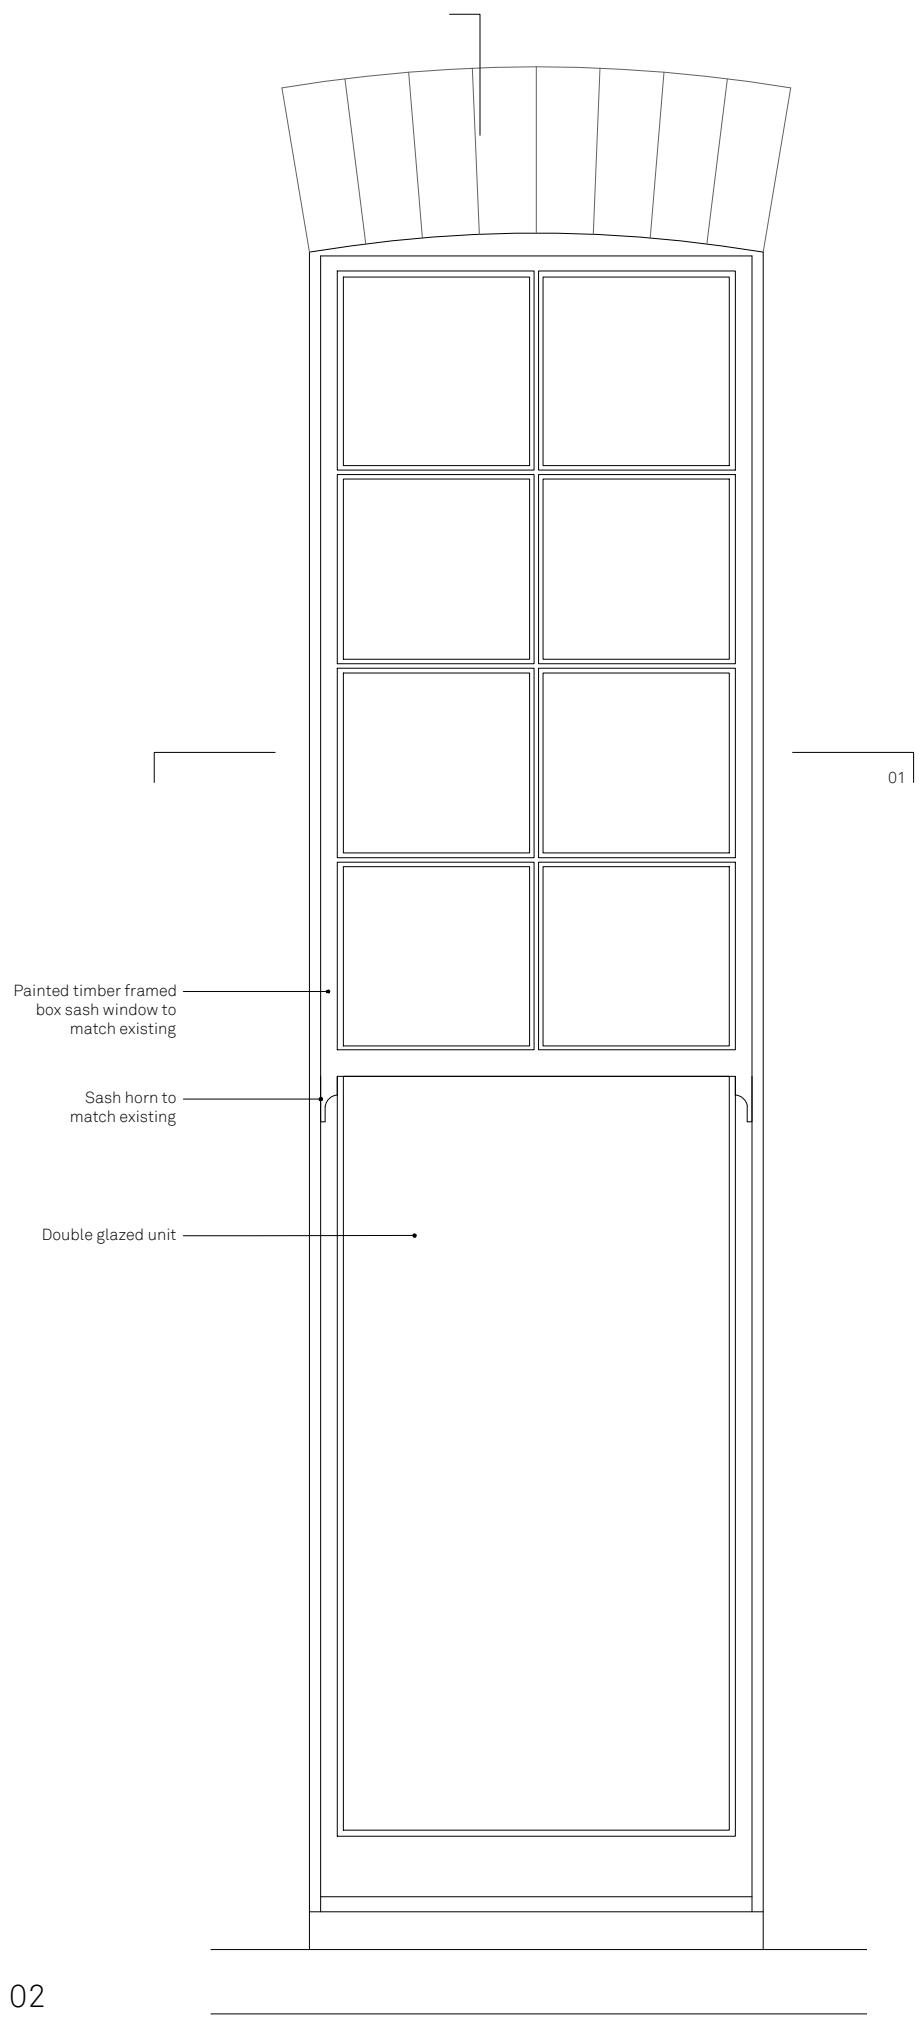 01
Painted timber framed
box sash window to
match existing
Sash horn to
match existing
Double glazed unit
02